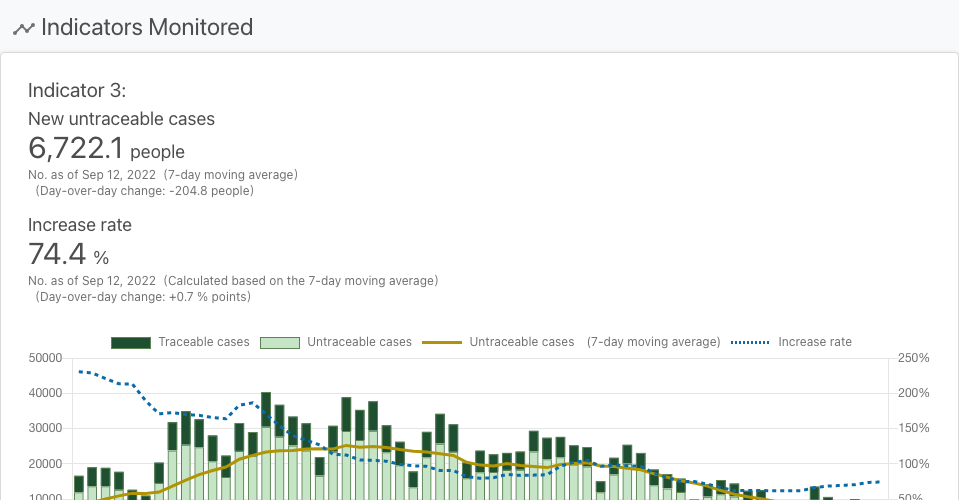 Indicators Monitored
Indicator 3:
New untraceable cases
6,722.1 people
No. as of Sep 12, 2022 (7-day moving average)
(Day-over-day change: -204.8 people)
Increase rate
74.4 %
No. as of Sep 12, 2022 (Calculated based on the 7-day moving average)
(Day-over-day change: +0.7 % points)
Traceable cases Untraceable cases Untraceable cases (7-day moving average) Increase rate
50000 250%
40000 200%
30000 150%
20000 100%
10000 50%